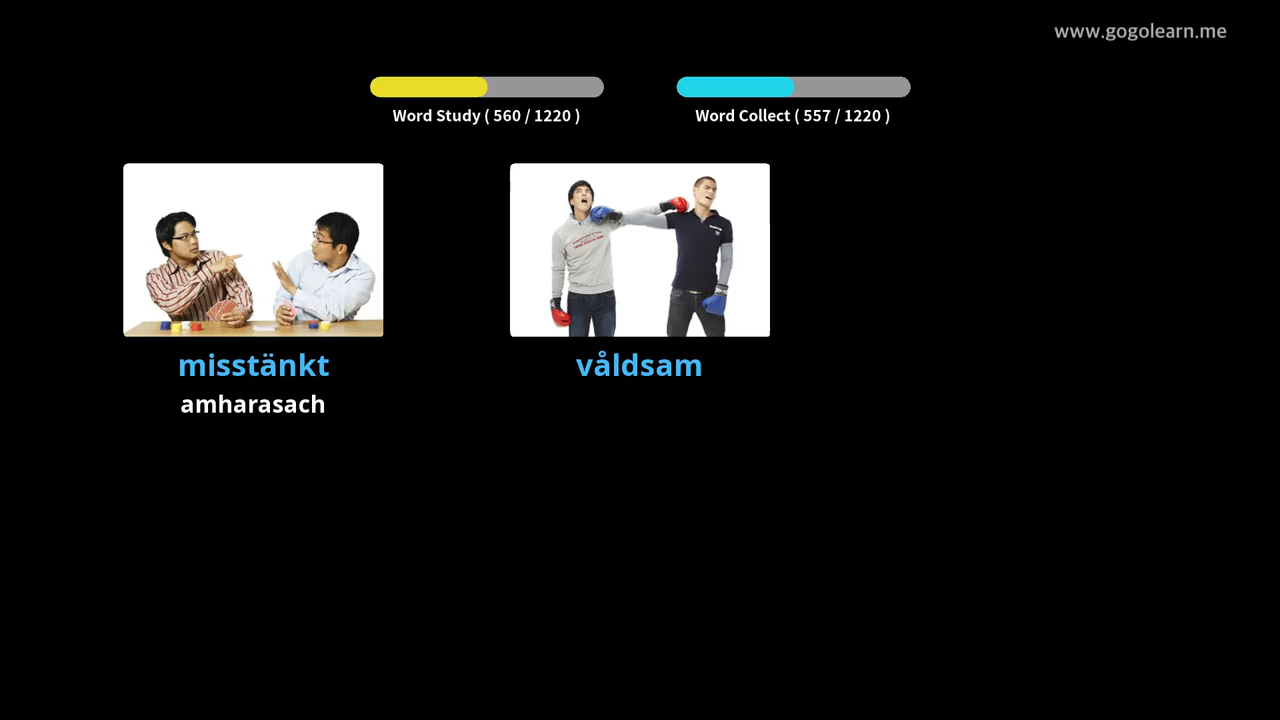 www.gogolearn.me
Word Study ( 560 / 1220 )
Word Collect ( 557 / 1220 )
misstänkt
amharasach
våldsam